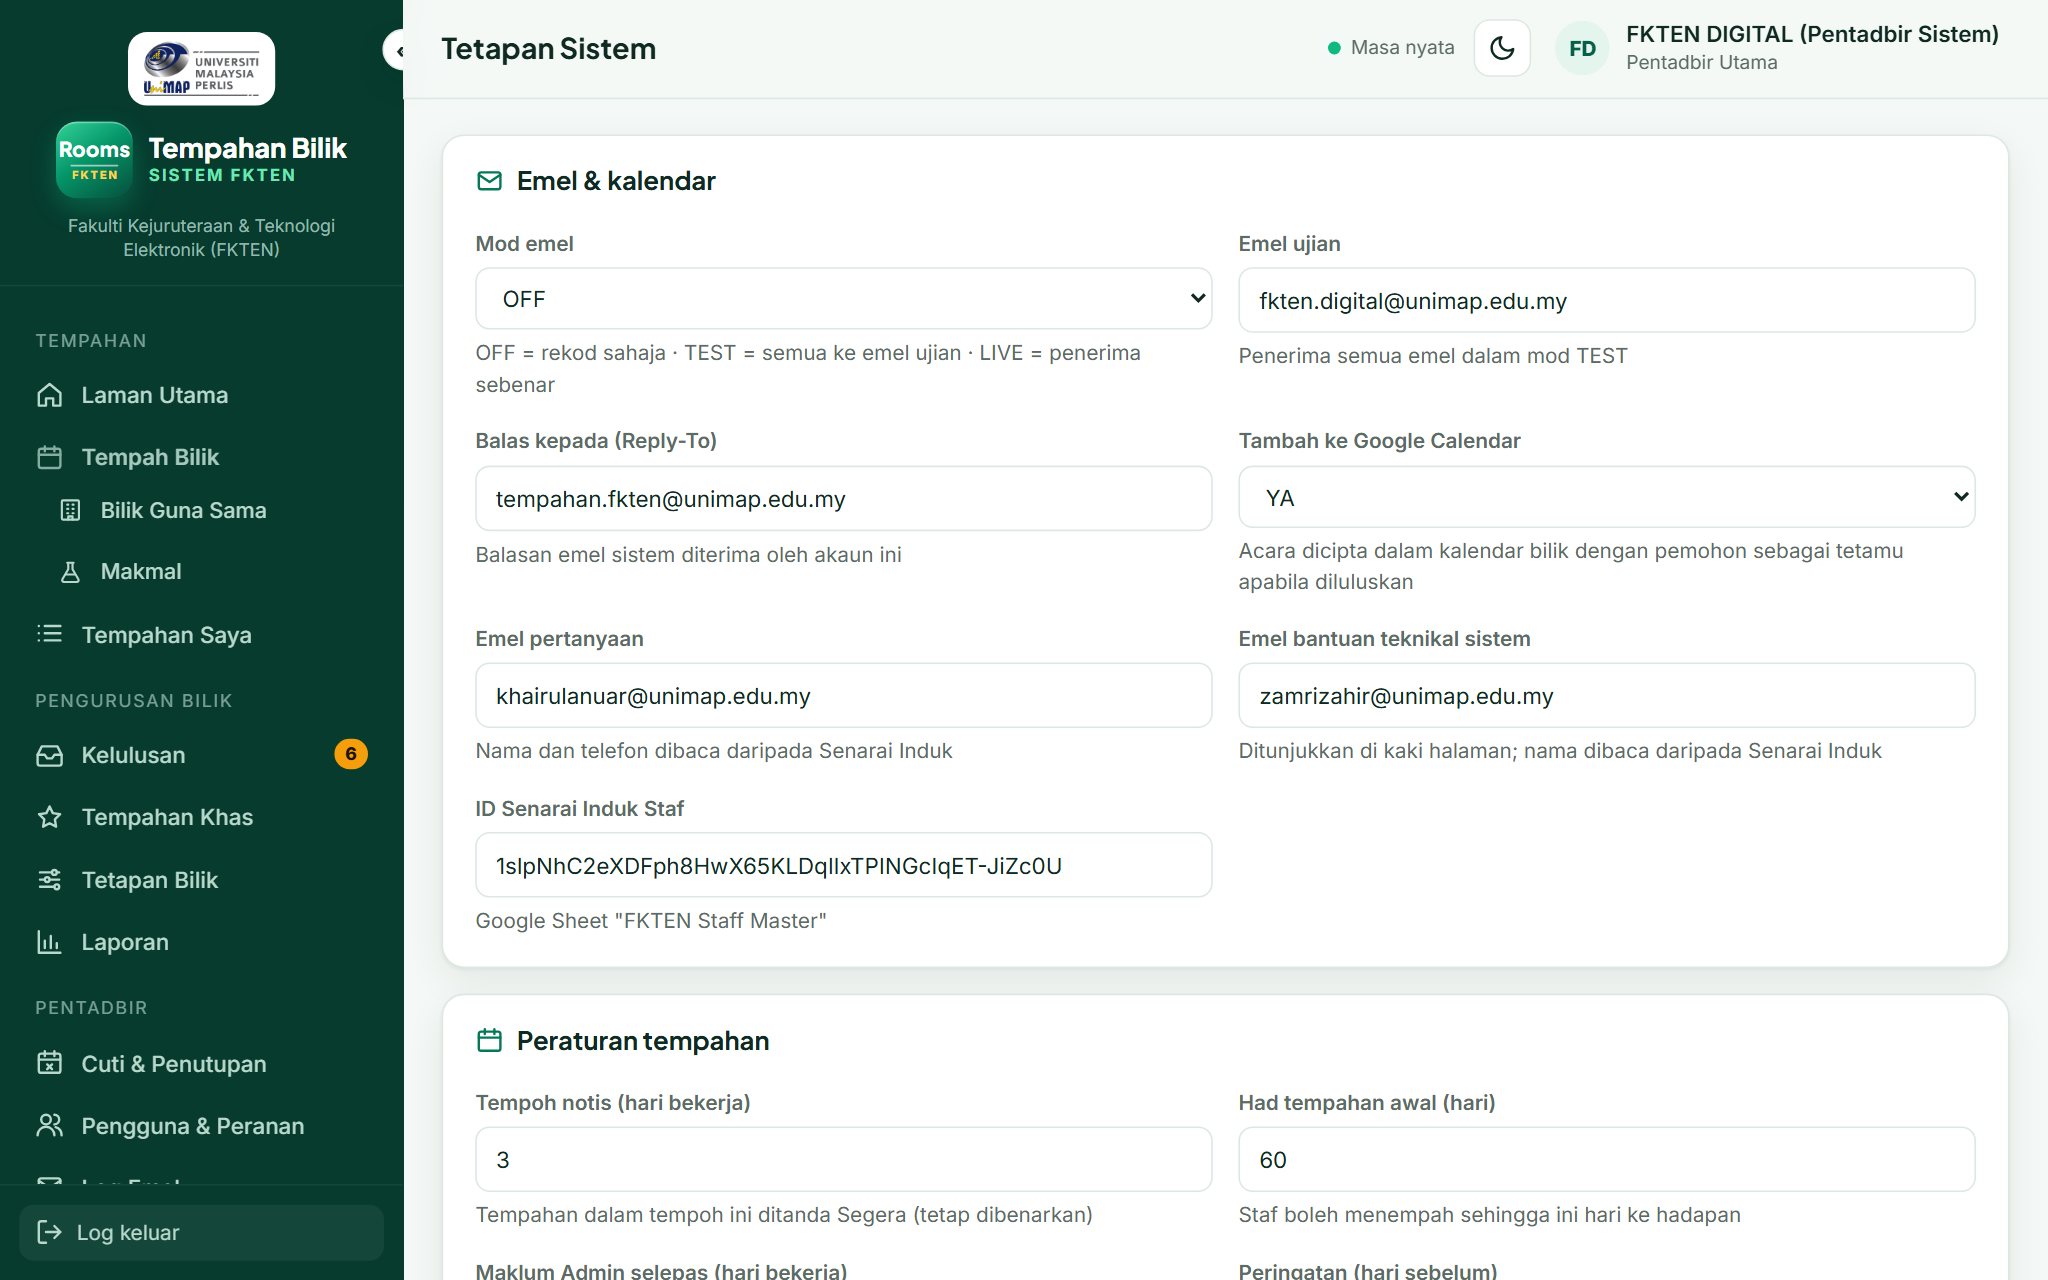 UNIVERSITI
MALAYSIA
PERLIS
UniMAP
Rooms
FKTEN
Tempahan Bilik
SISTEM FKTEN
Fakulti Kejuruteraan & Teknologi
Elektronik (FKTEN)
TEMPAHAN
Laman Utama
Tempah Bilik
Bilik Guna Sama
Makmal
Tempahan Saya
PENGURUSAN BILIK
Kelulusan
6
Tempahan Khas
Tetapan Bilik
Laporan
PENTADBIR
Cuti & Penutupan
Pengguna & Peranan
Log keluar
Tetapan Sistem
Masa nyata
FD
FKTEN DIGITAL (Pentadbir Sistem)
Pentadbir Utama
Emel & kalendar
Mod emel
OFF
OFF = rekod sahaja · TEST = semua ke emel ujian · LIVE = penerima
sebenar
Emel ujian
fkten.digital@unimap.edu.my
Penerima semua emel dalam mod TEST
Balas kepada (Reply-To)
tempahan.fkten@unimap.edu.my
Balasan emel sistem diterima oleh akaun ini
Tambah ke Google Calendar
YA
Acara dicipta dalam kalendar bilik dengan pemohon sebagai tetamu
apabila diluluskan
Emel pertanyaan
khairulanuar@unimap.edu.my
Nama dan telefon dibaca daripada Senarai Induk
Emel bantuan teknikal sistem
zamrizahir@unimap.edu.my
Ditunjukkan di kaki halaman; nama dibaca daripada Senarai Induk
ID Senarai Induk Staf
Google Sheet "FKTEN Staff Master"
Peraturan tempahan
Tempoh notis (hari bekerja)
3
Tempahan dalam tempoh ini ditanda Segera (tetap dibenarkan)
Had tempahan awal (hari)
60
Staf boleh menempah sehingga ini hari ke hadapan
Maklum Admin selepas (hari bekerja)
Peringatan (hari sebelum)